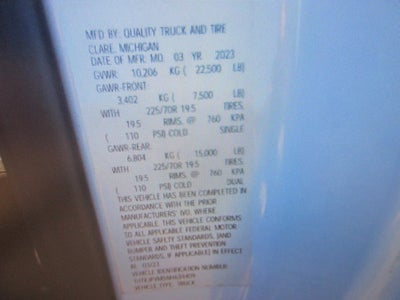 MFD BY: QUALITY TRUCK AND TIRE
CLARE, MICHIGAN
DATE OF MFR. MO. 03 YR. 2023
GVWR: 10,206 KG ( 22,500 LB)
GAWR-FRONT:
3,402 KG ( 7,500 LB)
WITH 225/70R 19.5 TIRES,
19.5 RIMS, @ 760 KPA
( 110 PSI) COLD SINGLE
GAWR-REAR:
6,804 KG ( 15,000 LB)
WITH 225/70R 19.5 TIRES,
19.5 RIMS, @ 760 KPA
( 110 PSI) COLD DUAL
THIS VEHICLE HAS BEEN COMPLETED IN
ACCORDANCE WITH THE PRIOR
MANUFACTURERS' IVD, WHERE
APPLICABLE. THIS VEHICLE CONFORMS
TO ALL APPLICABLE FEDERAL MOTOR
VEHICLE SAFETY STANDARDS, [AND
BUMPER AND THEFT PREVENTION
STANDARDS, IF APPLICABLE] IN EFFECT
IN 03/23
VEHICLE IDENTIFICATION NUMBER:
VEHICLE TYPE: TRUCK